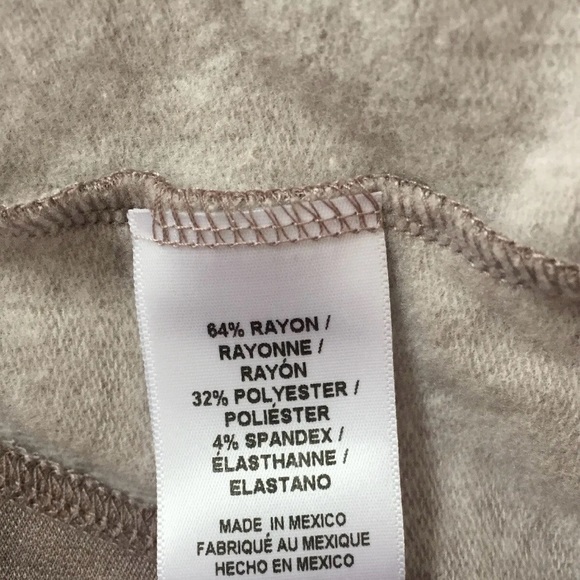 64% RAYON /
RAYONNE /
RAYÓN
32% POLYESTER /
POLIÉSTER
4% SPANDEX /
ÉLASTHANNE /
ELASTANO
MADE IN MEXICO
FABRIQUÉ AU MEXIQUE
HECHO EN MEXICO